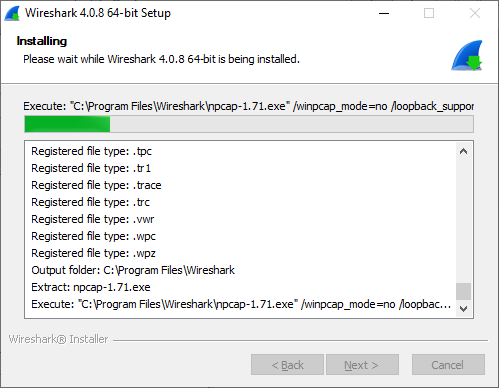 Wireshark 4.0.8 64-bit Setup
Installing
Please wait while Wireshark 4.0.8 64-bit is being installed.
Execute: "C:\Program Files\Wireshark\npcap-1.71.exe" /winpcap_mode=no /loopback_suppor
Registered file type: .tpc
Registered file type: .tr1
Registered file type: .trace
Registered file type: .trc
Registered file type: .vwr
Registered file type: .wpc
Registered file type: .wpz
Output folder: C:\Program Files\Wireshark
Extract: npcap-1.71.exe
Execute: "C:\Program Files\Wireshark\npcap-1.71.exe" /winpcap_mode=no /loopbac...
Wireshark® Installer
< Back
Next >
Cancel